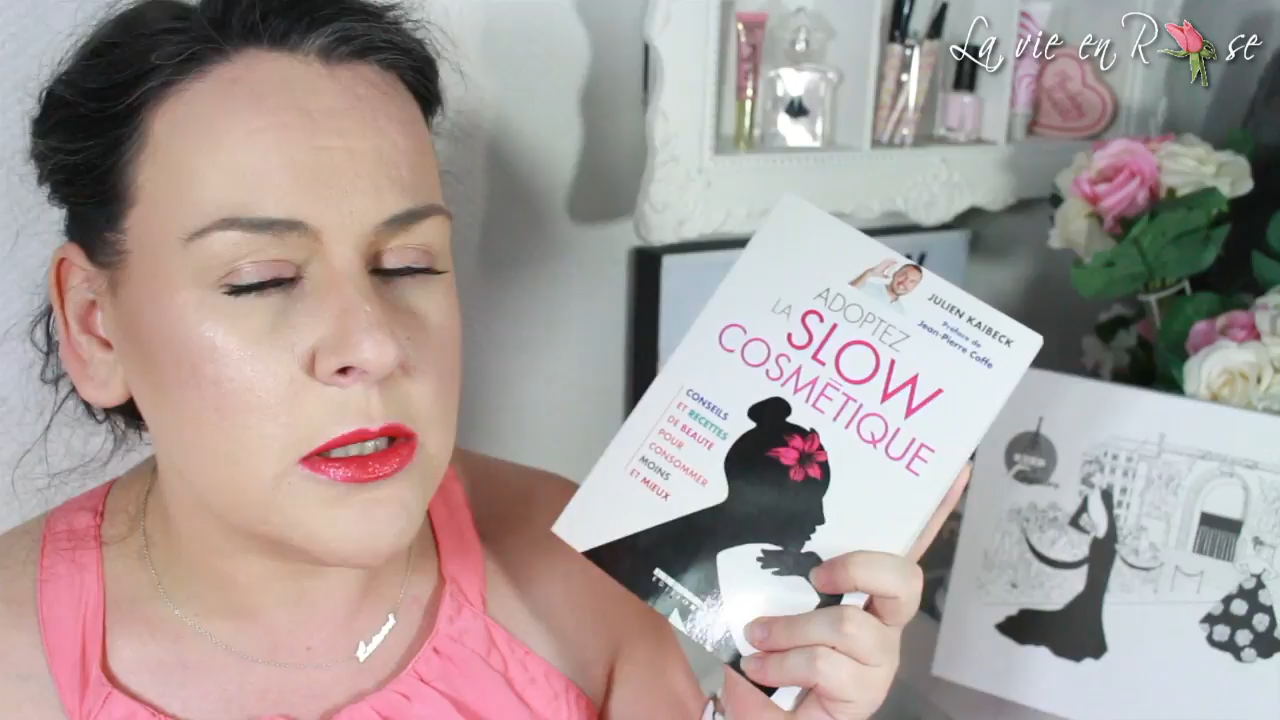 La vie en Rose
JULIEN KAIBECK
Préface de
Jean-Pierre Coffe
ADOPTEZ
LA SLOW
COSMÉTIQUE
CONSEILS
ET RECETTES
DE BEAUTÉ
POUR
CONSOMMER
MOINS
ET MIEUX